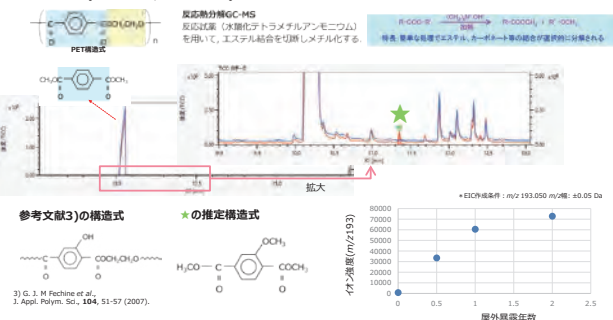 PET構造式
反応熱分解GC-MS
反応試薬（水酸化テトラメチルアンモニウム）
を用いて, エステル結合を切断しメチル化する.
特長: 簡単な処理でエステル、カーボネート等の結合が選択的に分解される
拡大
参考文献3)の構造式
★の推定構造式
OH
COCH₂CH₂O
OCH₃
H₃CO
COCH₃
3) G. J. M Fechine et al.,
J. Appl. Polym. Sci., 104, 51-57 (2007).
＊EIC作成条件：m/z 193.050 m/z幅: ±0.05 Da
イオン強度(m/z193)
80000
70000
60000
50000
40000
30000
20000
10000
0
0 0.5 1 1.5 2 2.5
屋外暴露年数